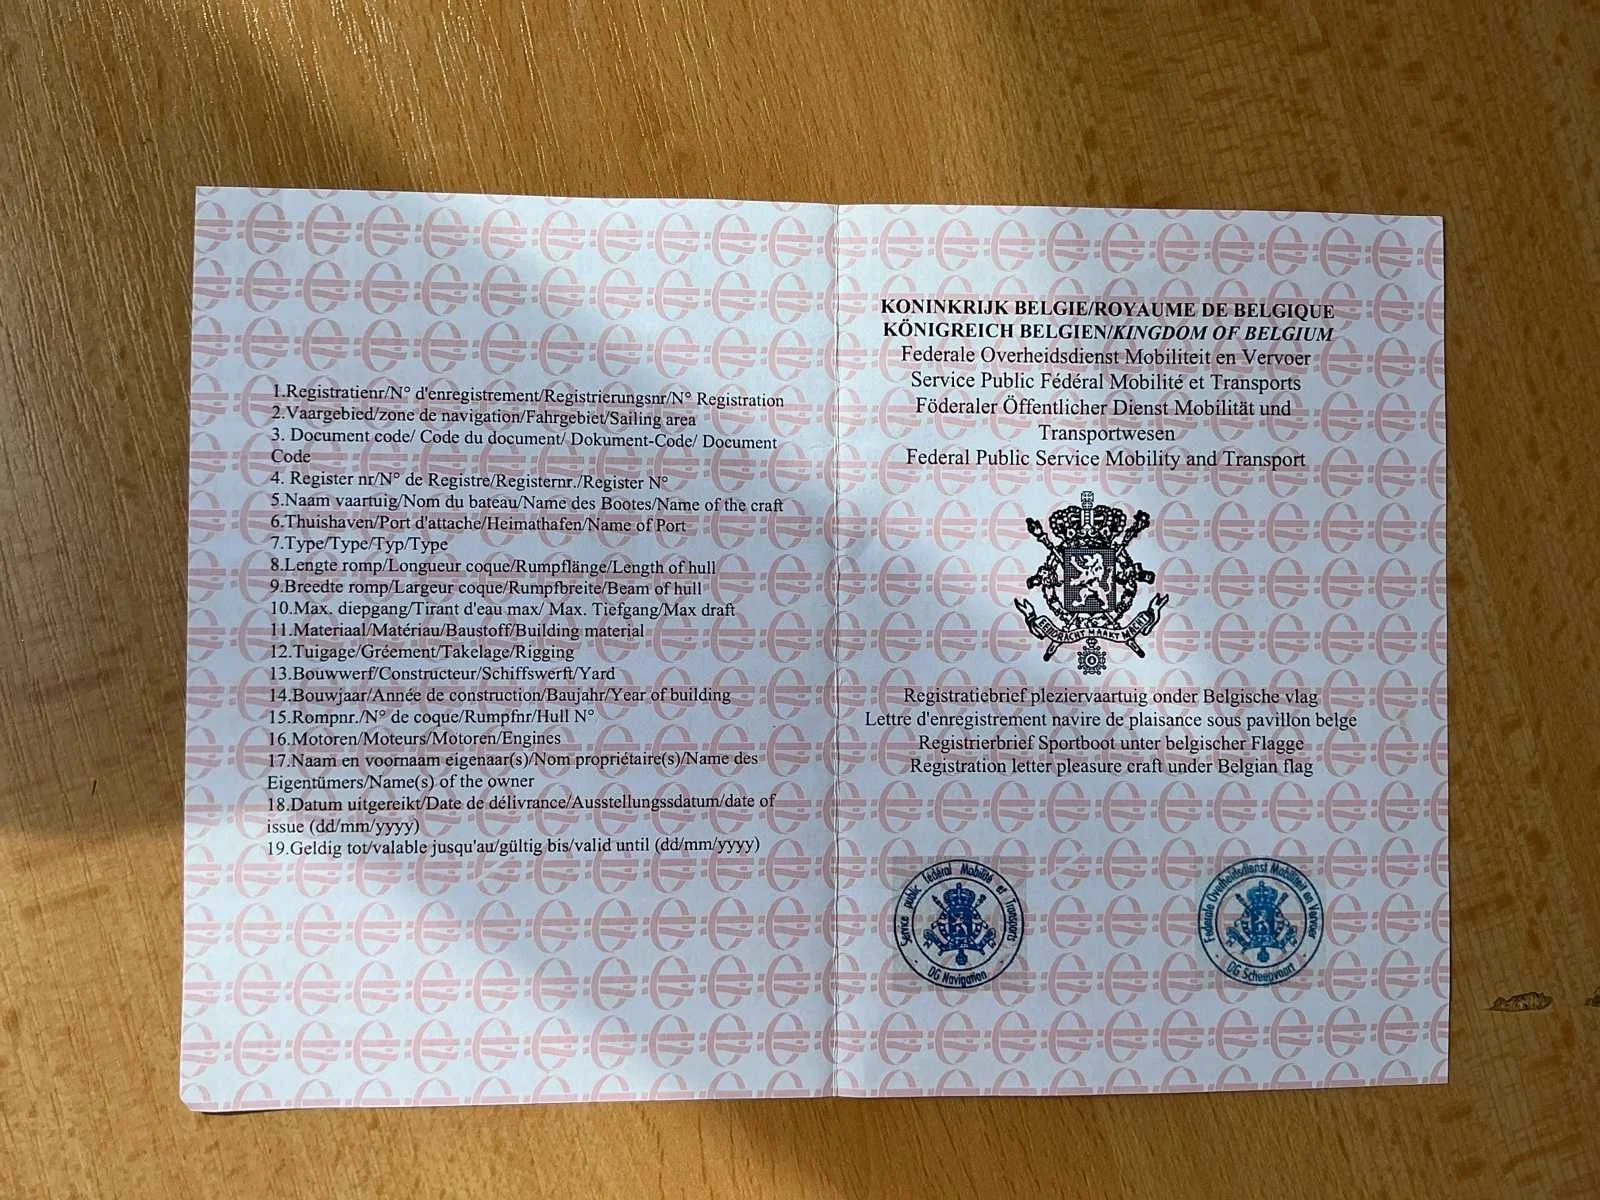 1.Registratienr/N° d'enregistrement/Registrierungsnr/N° Registration
2.Vaargebied/zone de navigation/Fahrgebiet/Sailing area
3. Document code/ Code du document/ Dokument-Code/ Document
Code
4. Register nr/N° de Registre/Registernr./Register N°
5.Naam vaartuig/Nom du bateau/Name des Bootes/Name of the craft
6.Thuishaven/Port d'attache/Heimathafen/Name of Port
7.Type/Type/Typ/Type
8.Lengte romp/Longueur coque/Rumpflänge/Length of hull
9.Breedte romp/Largeur coque/Rumpfbreite/Beam of hull
10.Max. diepgang/Tirant d'eau max/ Max. Tiefgang/Max draft
11.Materiaal/Matériau/Baustoff/Building material
12.Tuigage/Gréement/Takelage/Rigging
13.Bouwwerf/Constructeur/Schiffswerft/Yard
14.Bouwjaar/Année de construction/Baujahr/Year of building
15.Rompnr./N° de coque/Rumpfnr/Hull N°
16.Motoren/Moteurs/Motoren/Engines
17.Naam en voornaam eigenaar(s)/Nom propriétaire(s)/Name des
Eigentümers/Name(s) of the owner
18.Datum uitgereikt/Date de délivrance/Ausstellungssdatum/date of
issue (dd/mm/yyyy)
19.Geldig tot/valable jusqu'au/gültig bis/valid until (dd/mm/yyyy)
KONINKRIJK BELGIE/ROYAUME DE BELGIQUE
KÖNIGREICH BELGIEN/KINGDOM OF BELGIUM
Federale Overheidsdienst Mobiliteit en Vervoer
Service Public Fédéral Mobilité et Transports
Föderaler Öffentlicher Dienst Mobilität und
Transportwesen
Federal Public Service Mobility and Transport
EENDRACHT MAAKT MACHT
Registratiebrief pleziervaartuig onder Belgische vlag
Lettre d'enregistrement navire de plaisance sous pavillon belge
Registrierbrief Sportboot unter belgischer Flagge
Registration letter pleasure craft under Belgian flag
Service public fédéral Mobilité et Transports
DG Navigation
Federale Overheidsdienst Mobiliteit en Vervoer
DG Scheepvaart